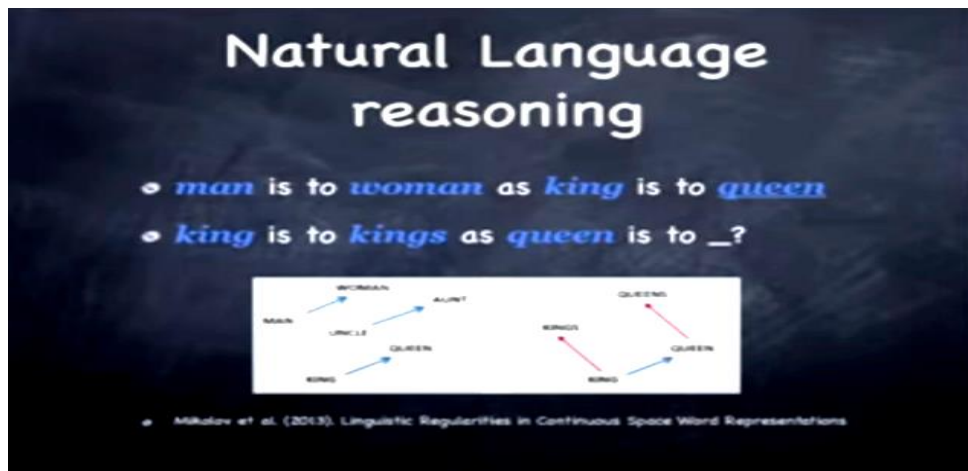 Natural Language
reasoning
man is to woman as king is to queen
king is to kings as queen is to _?
WOMAN
AUNT
MAN
UNCLE
QUEEN
KING
QUEENS
KINGS
QUEEN
KING
Mikolov et al. (2013). Linguistic Regularities in Continuous Space Word Representations